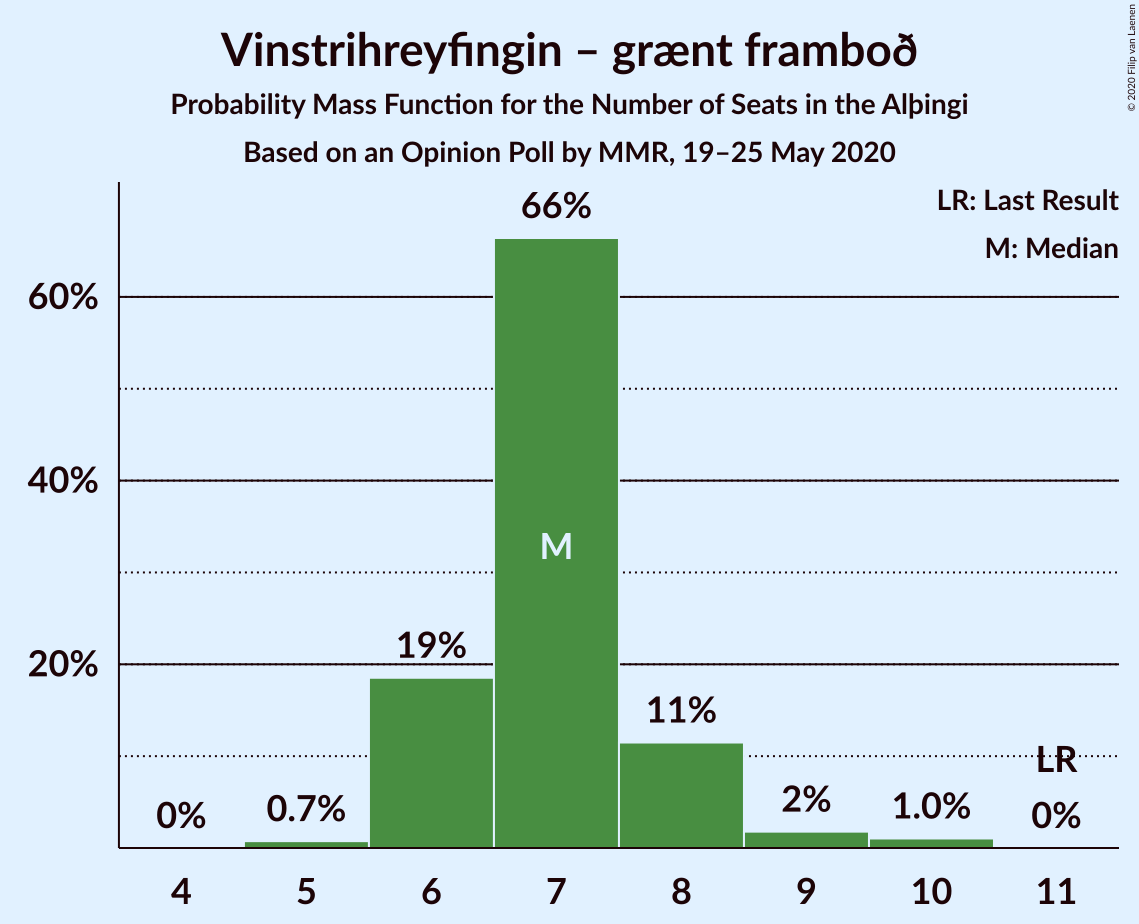 Vinstrihreyfingin – grænt framboð
Probability Mass Function for the Number of Seats in the Alþingi
Based on an Opinion Poll by MMR, 19–25 May 2020
© 2020 Filip van Laenen
LR: Last Result
M: Median
60%
40%
20%
0%
0.7%
19%
66%
M
11%
2%
1.0%
LR
0%
4
5
6
7
8
9
10
11